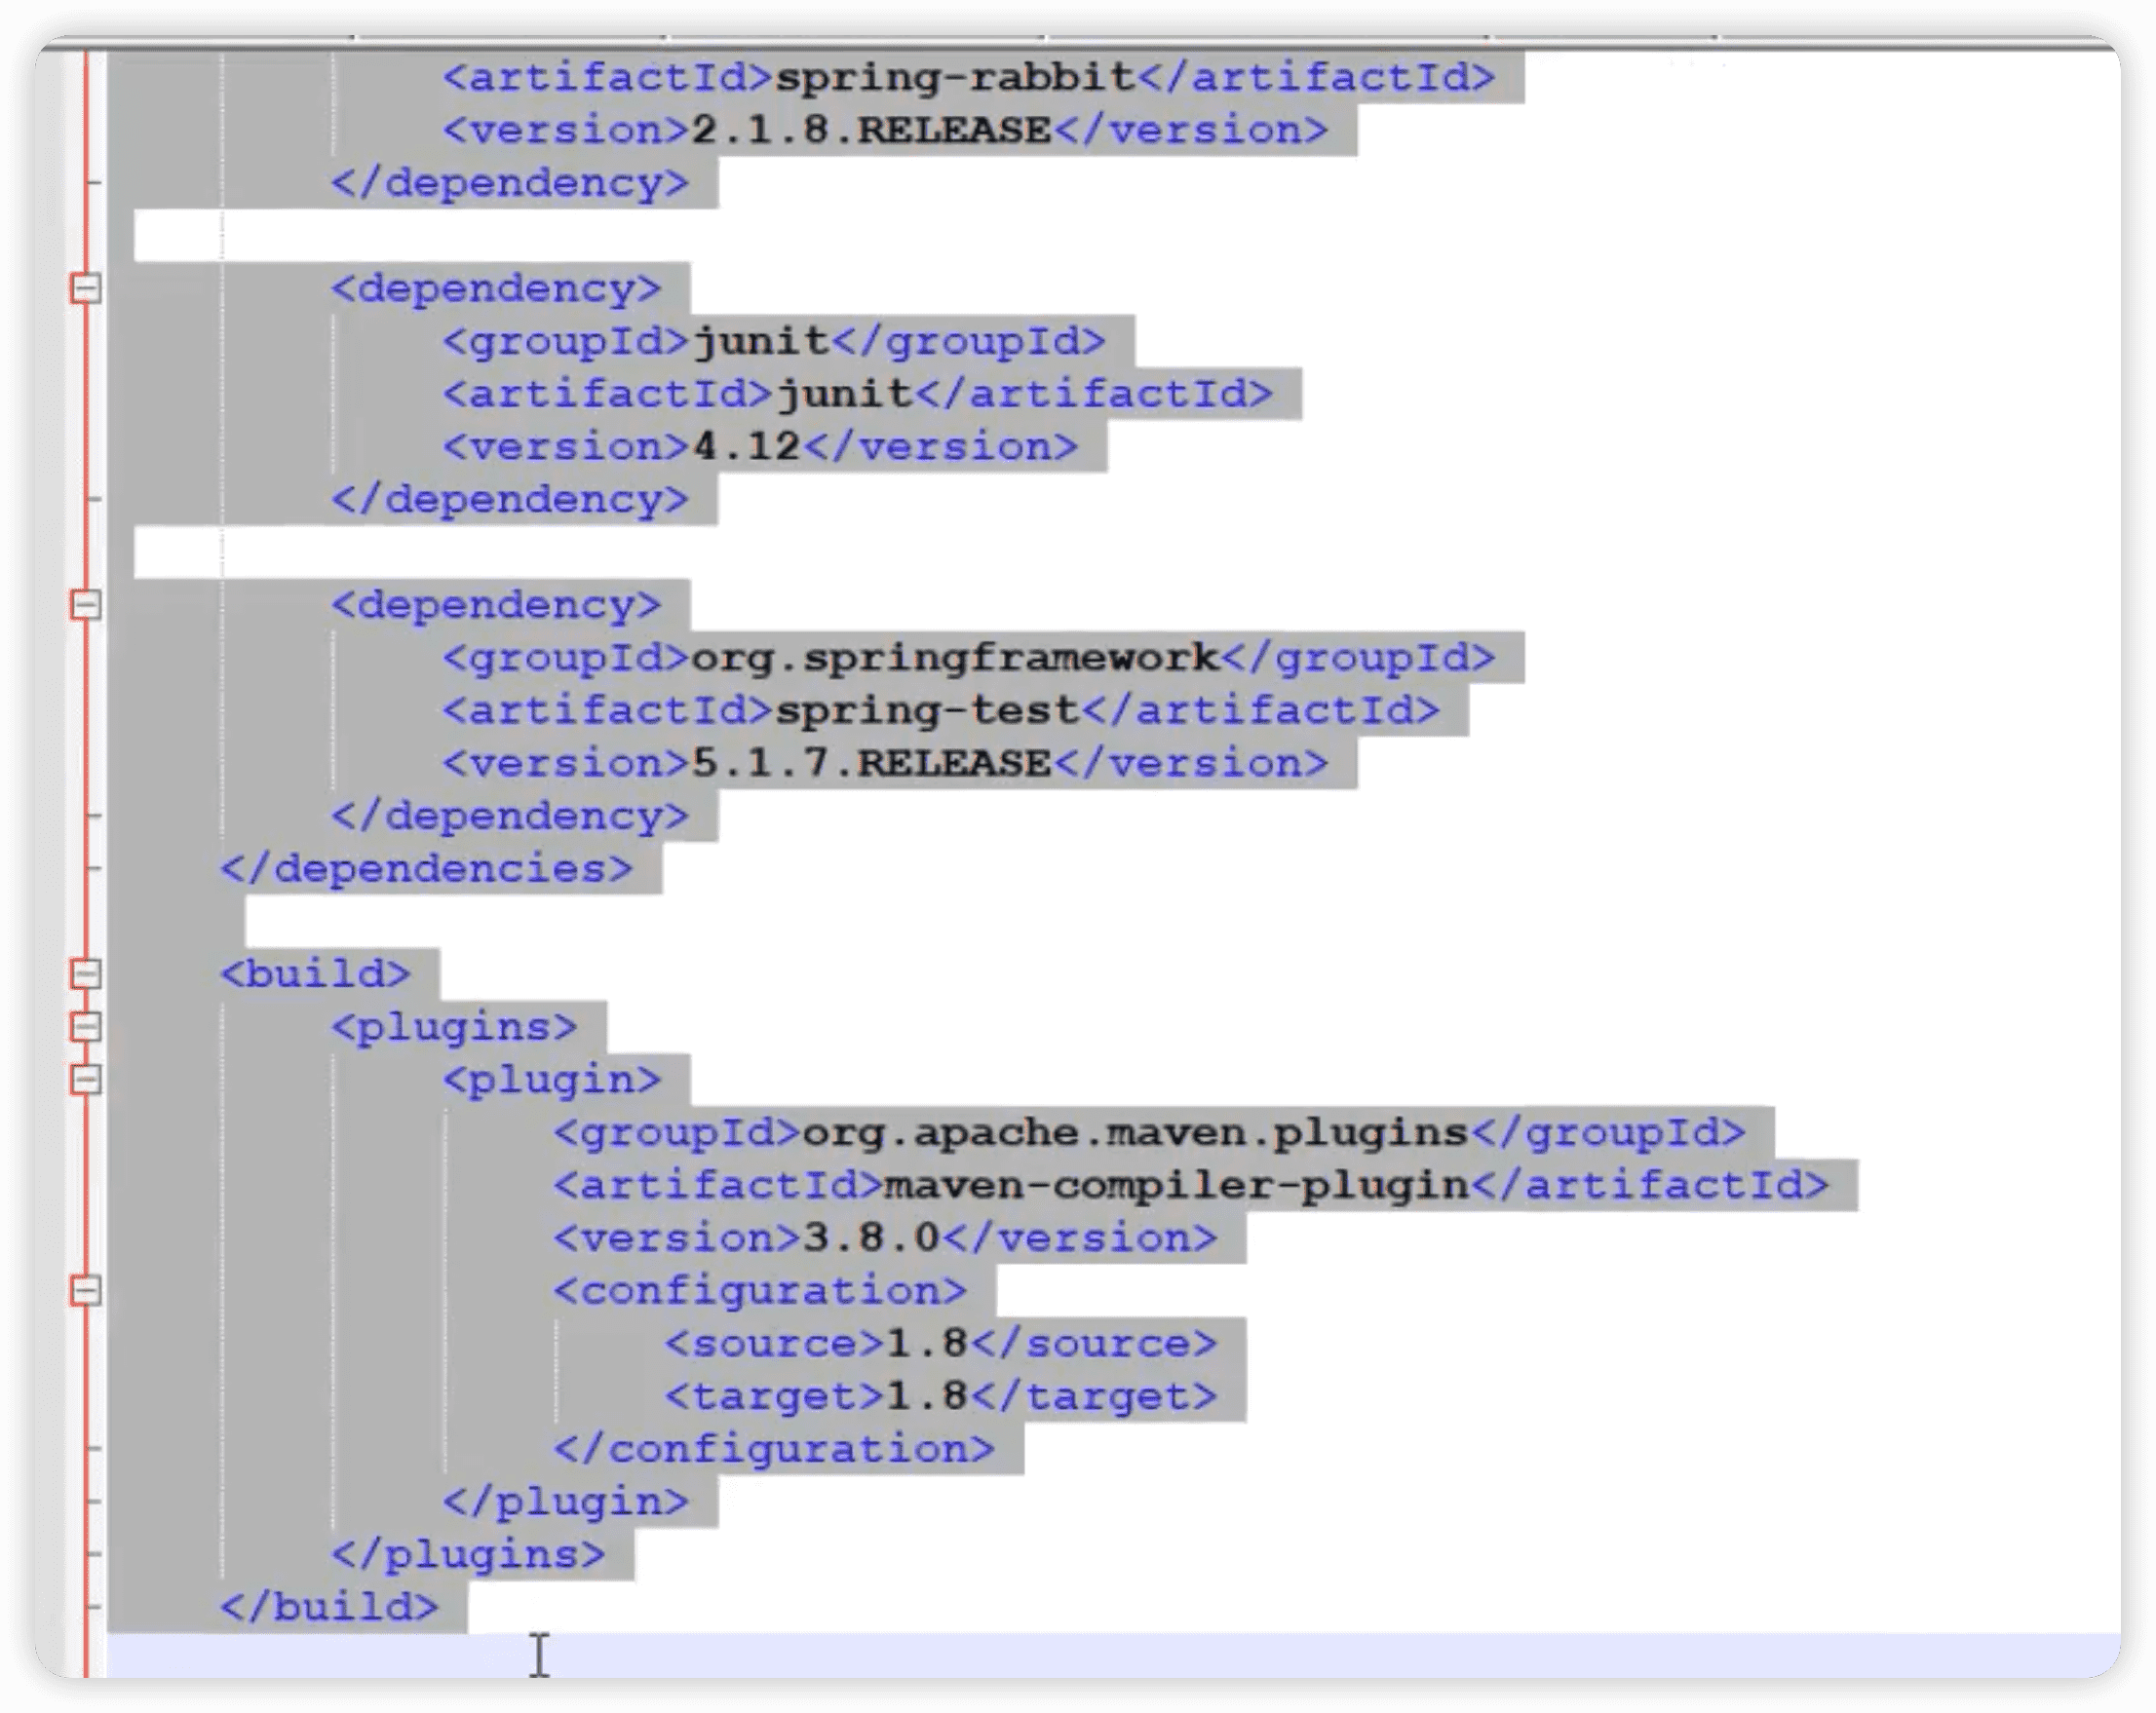 <artifactId>spring-rabbit</artifactId>
<version>2.1.8.RELEASE</version>
</dependency>
<dependency>
<groupId>junit</groupId>
<artifactId>junit</artifactId>
<version>4.12</version>
</dependency>
<dependency>
<groupId>org.springframework</groupId>
<artifactId>spring-test</artifactId>
<version>5.1.7.RELEASE</version>
</dependency>
</dependencies>
<build>
<plugins>
<plugin>
<groupId>org.apache.maven.plugins</groupId>
<artifactId>maven-compiler-plugin</artifactId>
<version>3.8.0</version>
<configuration>
<source>1.8</source>
<target>1.8</target>
</configuration>
</plugin>
</plugins>
</build>